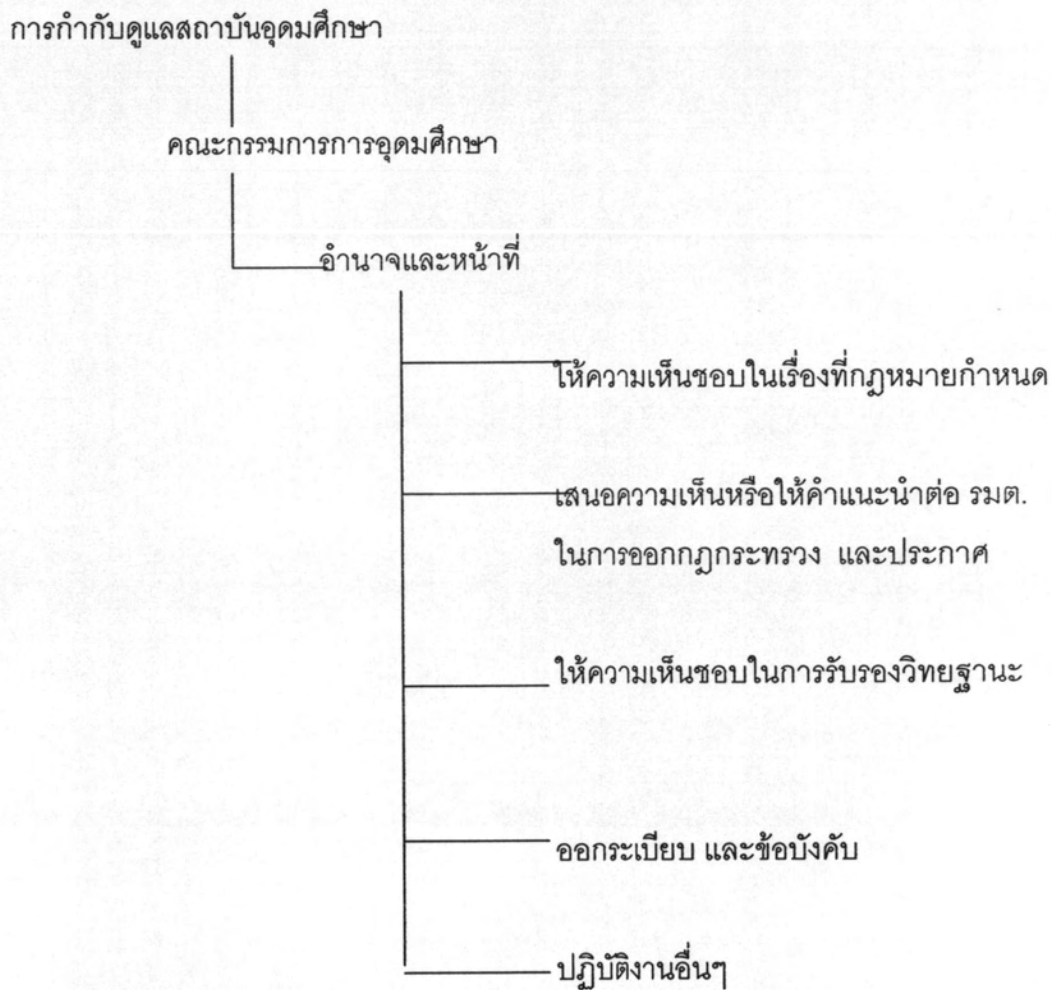 การกำกับดูแลสถาบันอุดมศึกษา
คณะกรรมการการอุดมศึกษา
อำนาจและหน้าที่
ให้ความเห็นชอบในเรื่องที่กฎหมายกำหนด
เสนอความเห็นหรือให้คำแนะนำต่อ รมต.
ในการออกกฎกระทรวง และประกาศ
ให้ความเห็นชอบในการรับรองวิทยฐานะ
ออกระเบียบ และข้อบังคับ
ปฏิบัติงานอื่นๆ